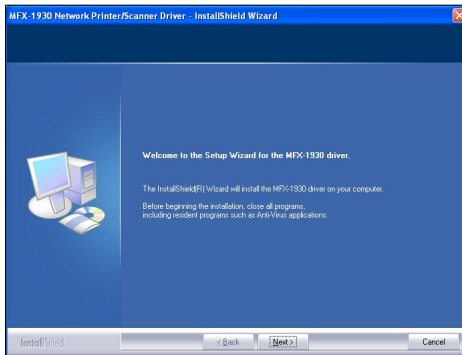 MFX-1930 Network Printer/Scanner Driver - InstallShield Wizard
Welcome to the Setup Wizard for the MFX-1930 driver.
The InstallShield(R) Wizard will install the MFX-1930 driver on your computer.
Before beginning the installation, close all programs,
including resident programs such as Anti-Virus applications.
InstallShield
< Back
Next >
Cancel